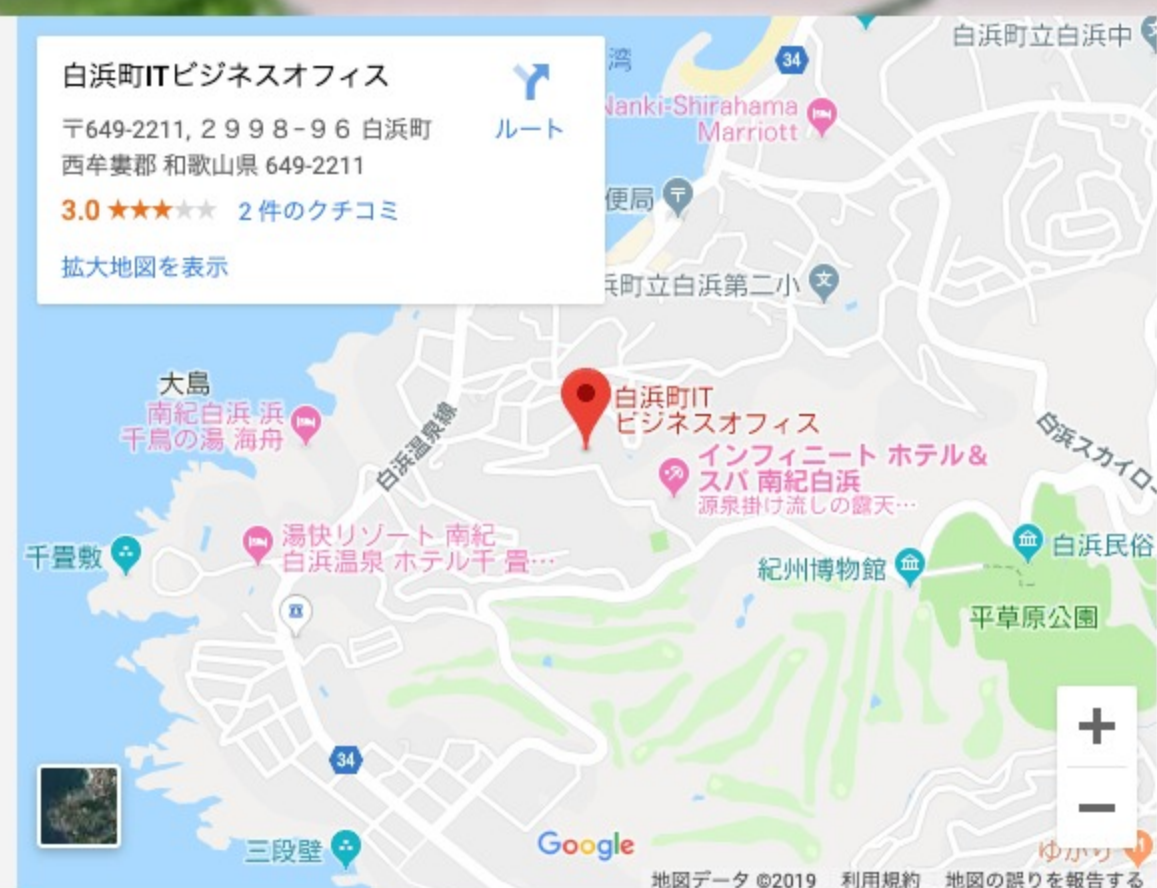 白浜町ITビジネスオフィス
〒649-2211, ２９９８−９６ 白浜町
西牟婁郡 和歌山県 649-2211
ルート
3.0 2 件のクチコミ
拡大地図を表示
湾
34
白浜町立白浜中
Nanki-Shirahama
Marriott
便局
浜町立白浜第二小
文
大島
南紀白浜 浜
千鳥の湯 海舟
白浜温泉線
白浜町IT
ビジネスオフィス
インフィニート ホテル&
スパ 南紀白浜
源泉掛け流しの露天…
白浜スカイロー
千畳敷
湯快リゾート 南紀
白浜温泉 ホテル千 畳…
紀州博物館
白浜民俗
平草原公園
34
三段壁
Google
ゆかり
地図データ ©2019 利用規約 地図の誤りを報告する